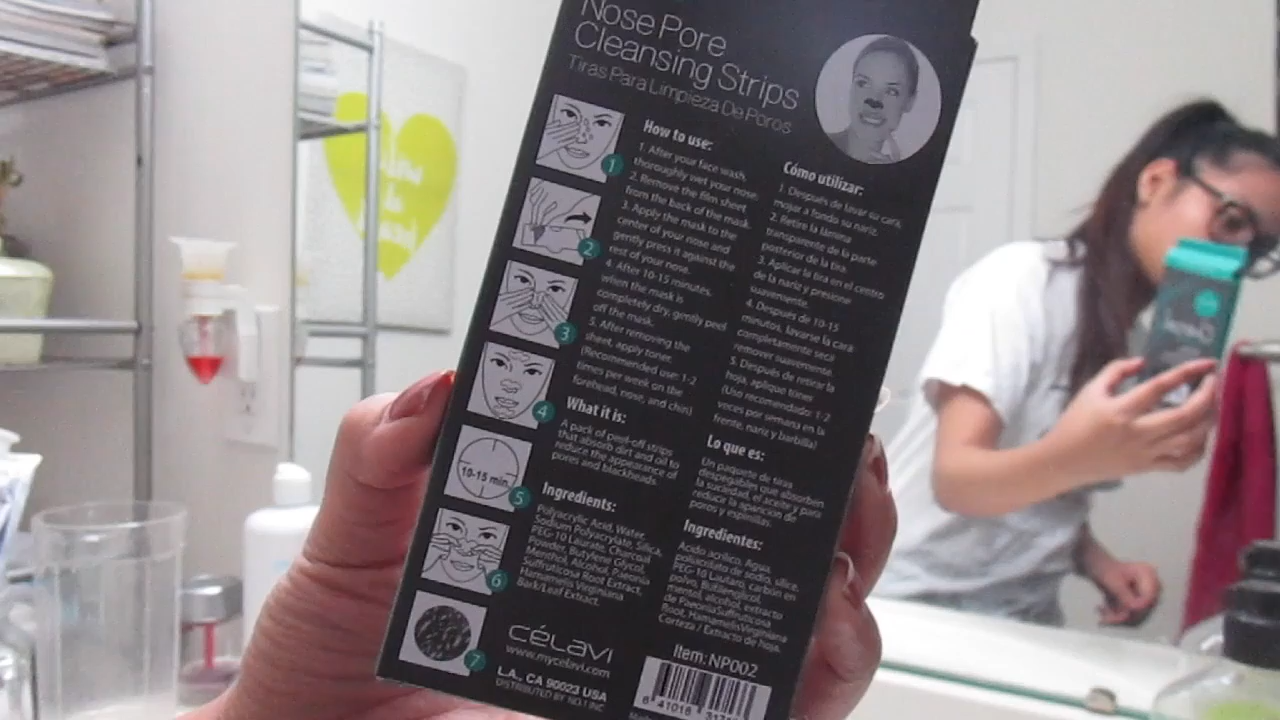 Nose Pore
Cleansing Strips
Tiras Para Limpieza De Poros
How to use:
1. After your face wash,
thoroughly wet your nose.
2. Remove the film sheet
from the back of the mask.
3. Apply the mask to the
center of your nose and
gently press it against the
rest of your nose.
4. After 10-15 minutes,
when the mask is
completely dry, gently peel
off the mask.
5. After removing the
sheet, apply toner.
(Recommended use: 1-2
times per week on the
forehead, nose, and chin)
What it is:
A pack of peel-off strips
that absorb dirt and oil to
reduce the appearance of
pores and blackheads.
Ingredients:
Polyacrylic Acid, Water,
Sodium Polyacrylate, Silica,
PEG-10 Laurate, Charcoal
Powder, Butylene Glycol,
Menthol, Alcohol, Paeonia
Suffruticosa Root Extract,
Hamamelis Virginiana
Bark/Leaf Extract.
Cómo utilizar:
1. Después de lavar su cara,
mojar a fondo su nariz.
2. Retire la lámina
transparente de la parte
posterior de la tira.
3. Aplicar la tira en el centro
de la nariz y presione
suavemente.
4. Después de 10-15
minutos, lavarse la cara
completamente seca
remover suavemente.
5. Después de retirar la
hoja, aplique tóner
(Uso recomendado: 1-2
veces por semana en la
frente, nariz y barbilla)
Lo que es:
Un paquete de tiras
despegables que absorben
la suciedad, el aceite y para
reducir la aparición de
poros y espinillas.
Ingredientes:
Ácido acrílico, Agua,
poliacrilato de sodio, sílice,
PEG-10 Lautaro, carbón en
polvo, Butilenglicol,
mentol, alcohol, extracto
de PaeoniaSuffruticosa
Root, HamamelisVirginiana
Corteza / Extracto de hoja.
1
2
3
4
10-15 min.
5
6
7
CÉLAVI
www.mycelavi.com
L.A., CA 90023 USA
DISTRIBUTED BY NO.1 INC
Item: NP002